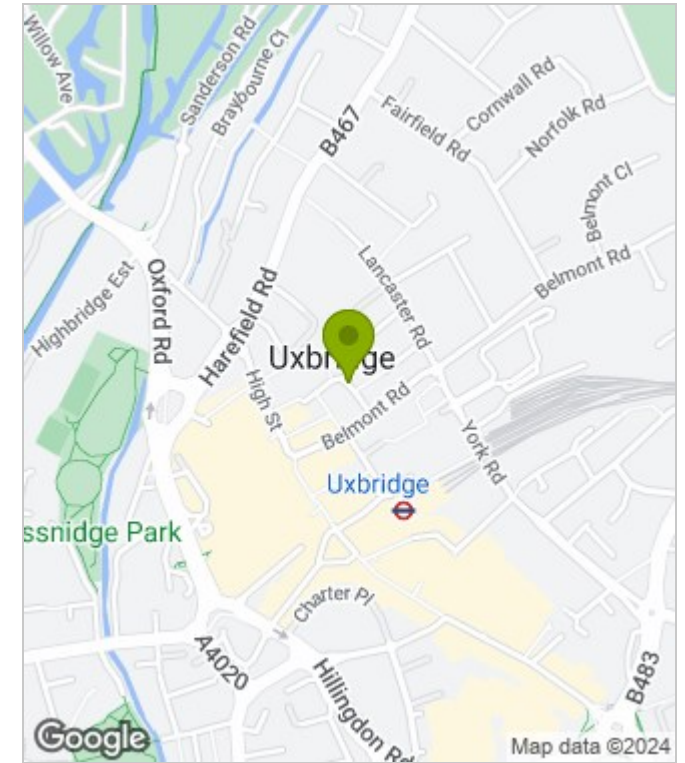 Willow Ave
Sanderson Rd
Braybourne Cl
B467
Cornwall Rd
Fairfield Rd
Norfolk Rd
Belmont Cl
Belmont Rd
Lancaster Rd
Oxford Rd
Highbridge Est
Harefield Rd
High St
Belmont Rd
York Rd
Uxbridge
ssnidge Park
Charter Pl
A4020
Hillingdon Rd
B483
Google
Map data ©2024